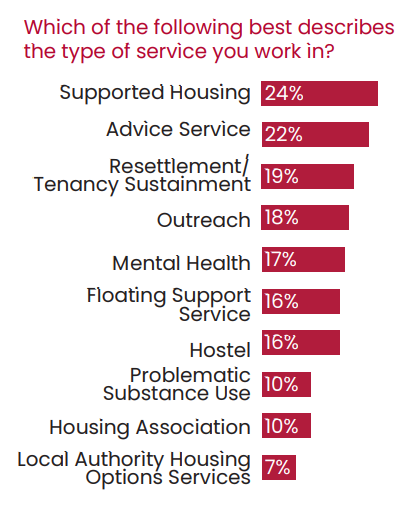 Which of the following best describes
the type of service you work in?
Supported Housing 24%
Advice Service 22%
Resettlement/
Tenancy Sustainment 19%
Outreach 18%
Mental Health 17%
Floating Support
Service 16%
Hostel 16%
Problematic
Substance Use 10%
Housing Association 10%
Local Authority Housing
Options Services 7%